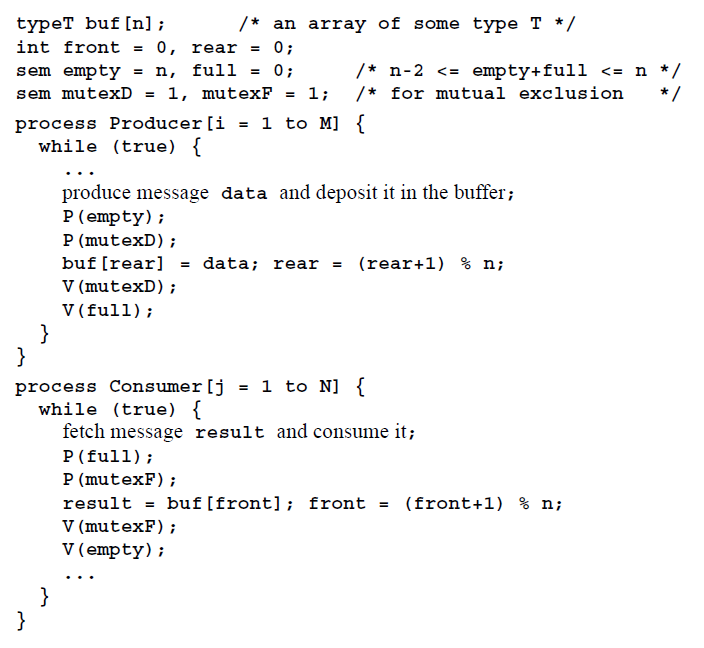 typeT buf[n];      /* an array of some type T */
int front = 0, rear = 0;
sem empty = n, full = 0;     /* n-2 <= empty+full <= n */
sem mutexD = 1, mutexF = 1;  /* for mutual exclusion   */
process Producer[i = 1 to M] {
  while (true) {
    ...
    produce message data and deposit it in the buffer;
    P(empty);
    P(mutexD);
    buf[rear] = data; rear = (rear+1) % n;
    V(mutexD);
    V(full);
  }
}
process Consumer[j = 1 to N] {
  while (true) {
    fetch message result and consume it;
    P(full);
    P(mutexF);
    result = buf[front]; front = (front+1) % n;
    V(mutexF);
    V(empty);
    ...
  }
}